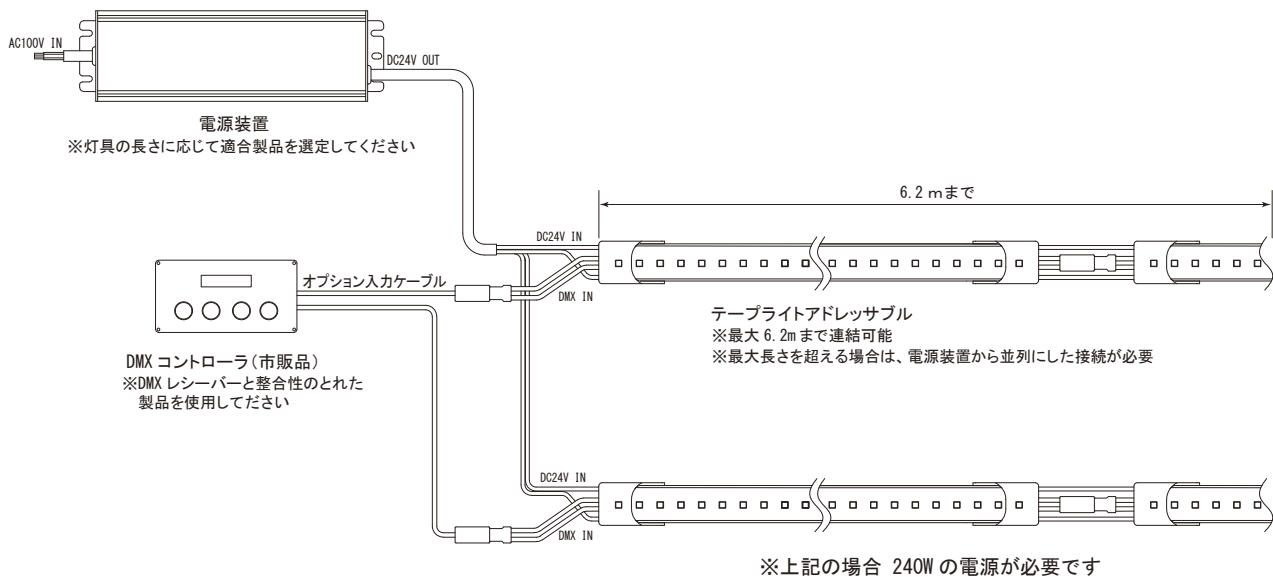 AC100V IN
DC24V OUT
電源装置
※灯具の長さに応じて適合製品を選定してください
6.2 mまで
DC24V IN
オプション入力ケーブル
DMX IN
テープライトアドレッサブル
※最大 6.2m まで連結可能
※最大長さを超える場合は、電源装置から並列にした接続が必要
DMX コントローラ(市販品)
※DMX レシーバーと整合性のとれた
製品を使用してださい
DC24V IN
DMX IN
※上記の場合 240W の電源が必要です